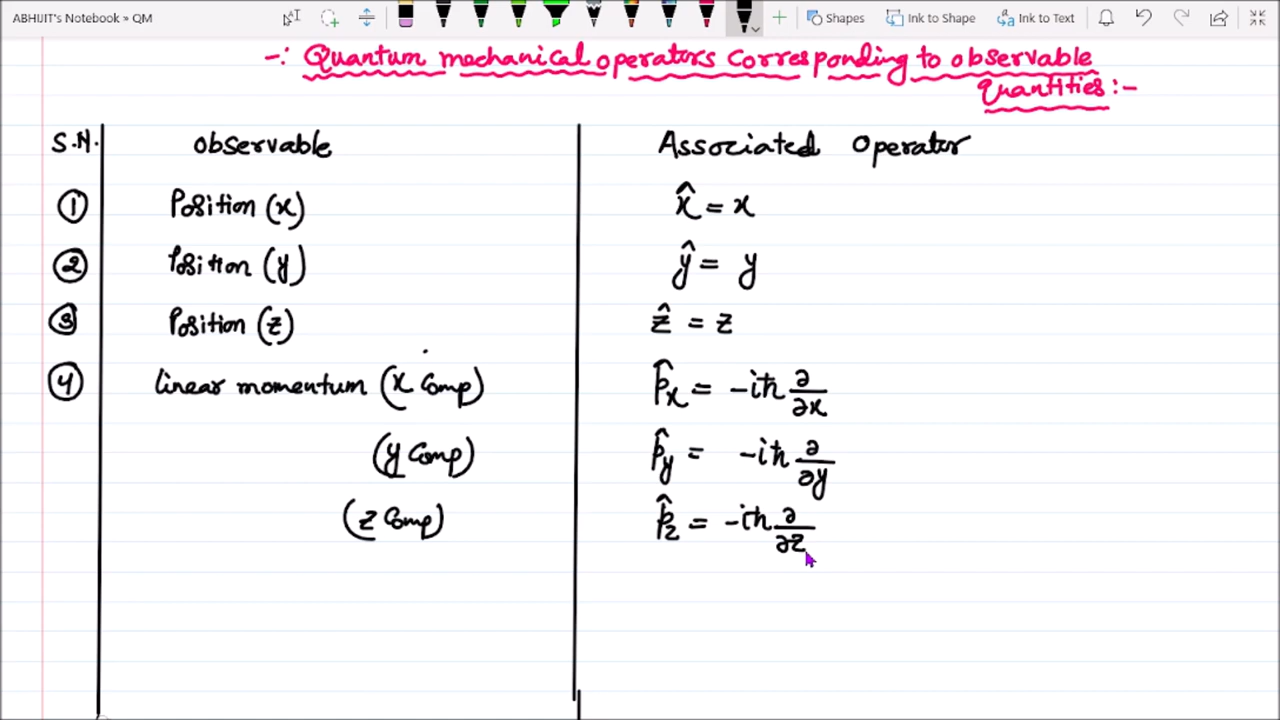 ABHIJIT's Notebook » QM
Shapes Ink to Shape Ink to Text
-: Quantum mechanical operators corresponding to observable
quantities :-
S.N. observable Associated Operator
① Position (x) x̂ = x
② Position (y) ŷ = y
③ Position (z) ẑ = z
④ linear momentum (x comp) p̂x = -iħ ∂/∂x
(y comp) p̂y = -iħ ∂/∂y
(z comp) p̂z = -iħ ∂/∂z